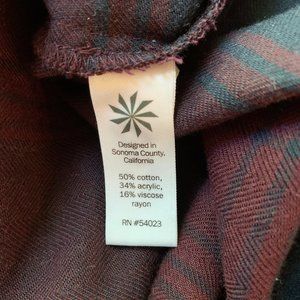 Designed in
Sonoma County,
California
50% cotton,
34% acrylic,
16% viscose
rayon
RN #54023